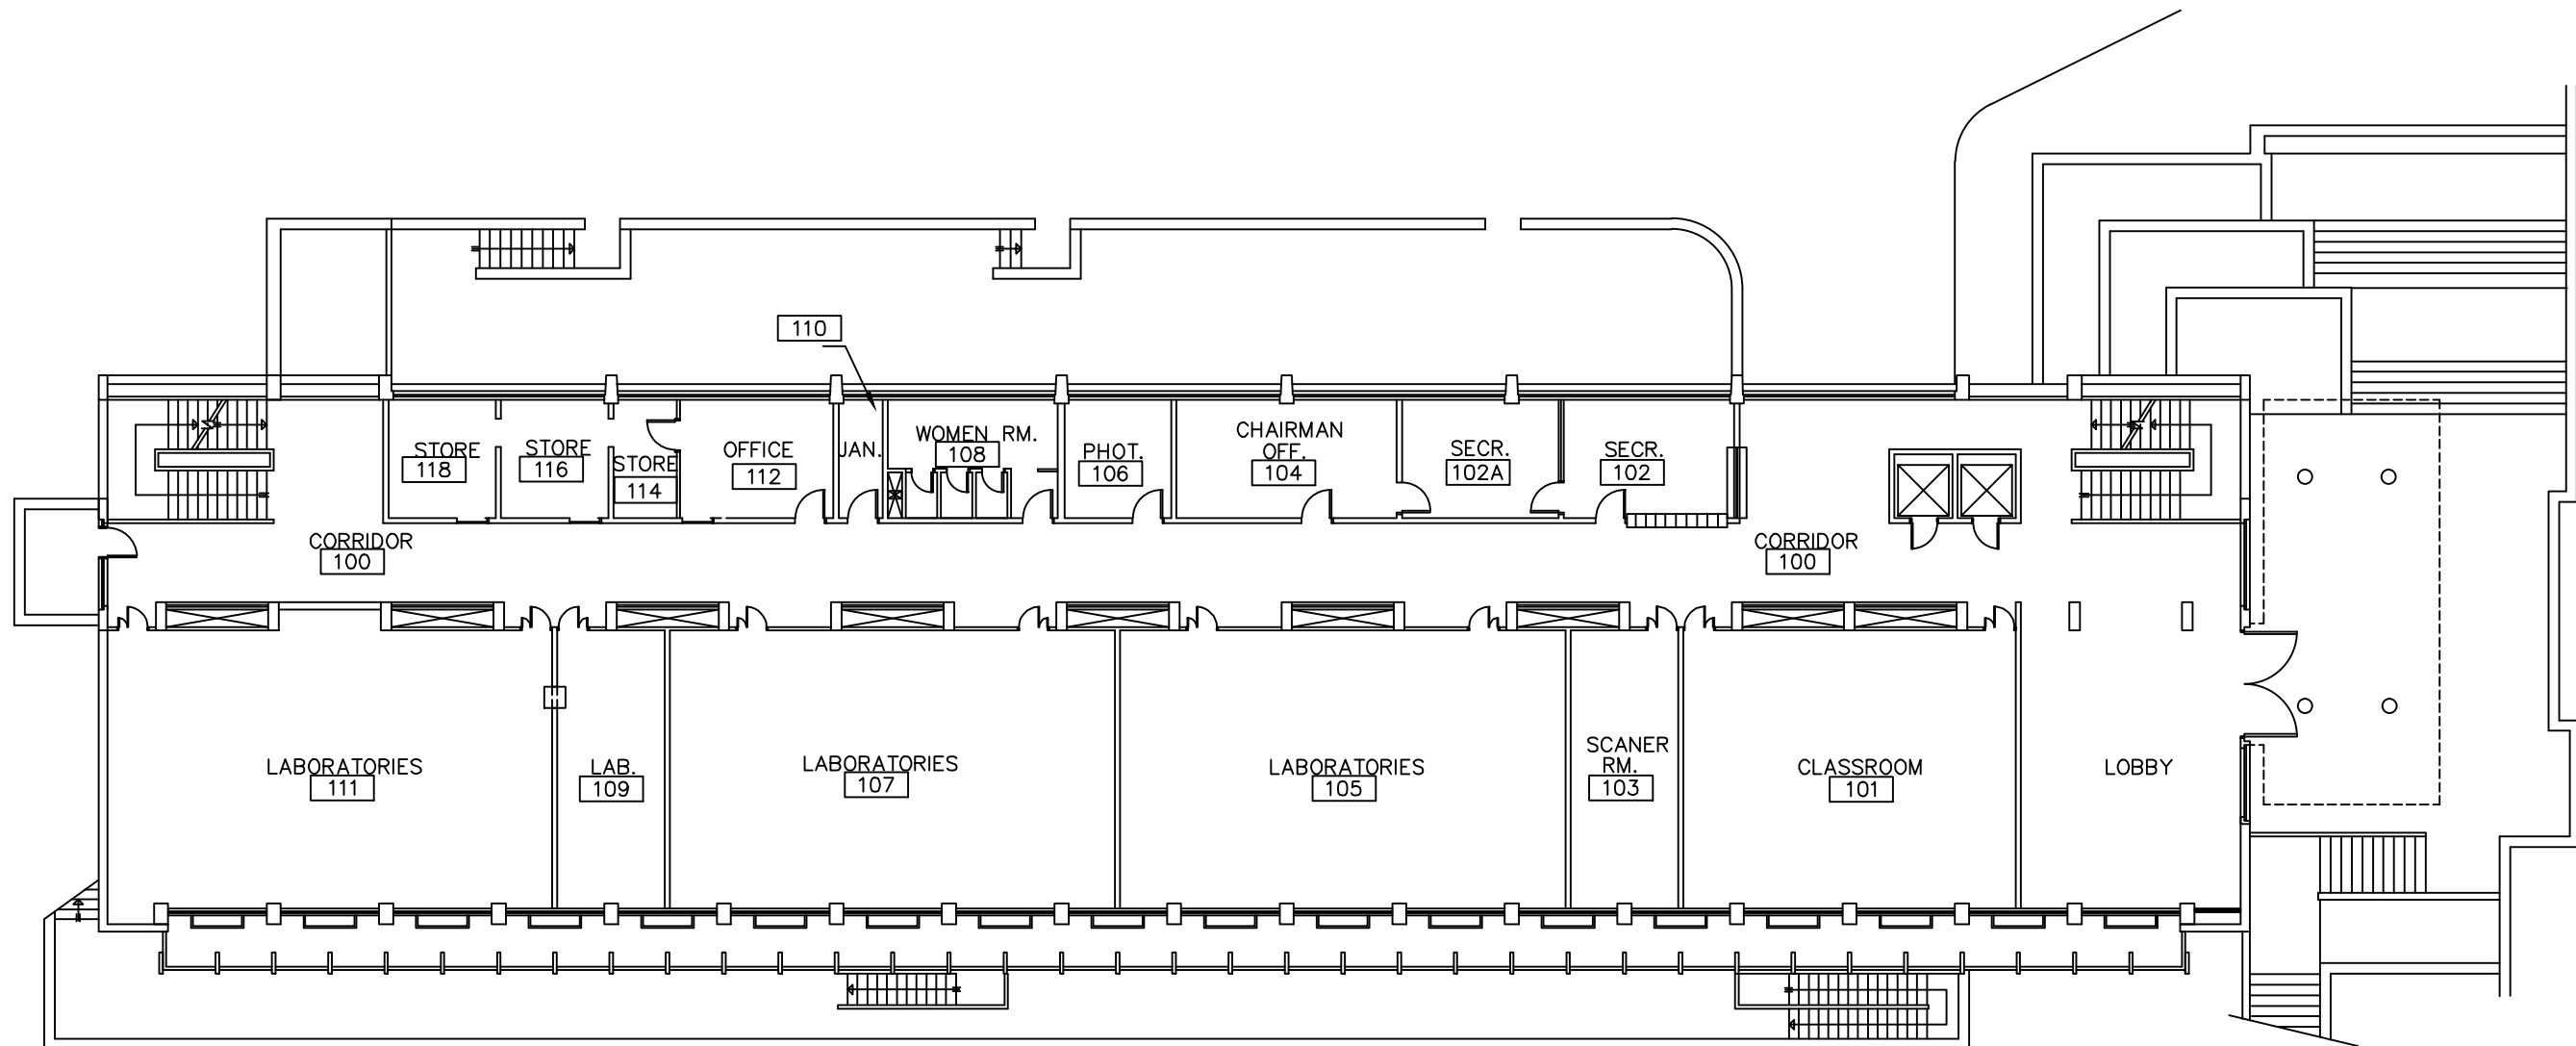 110
STORE
118
STORE
116
STORE
114
OFFICE
112
JAN.
WOMEN RM.
108
PHOT.
106
CHAIRMAN
OFF.
104
SECR.
102A
SECR.
102
CORRIDOR
100
CORRIDOR
100
LABORATORIES
111
LAB.
109
LABORATORIES
107
LABORATORIES
105
SCANER
RM.
103
CLASSROOM
101
LOBBY